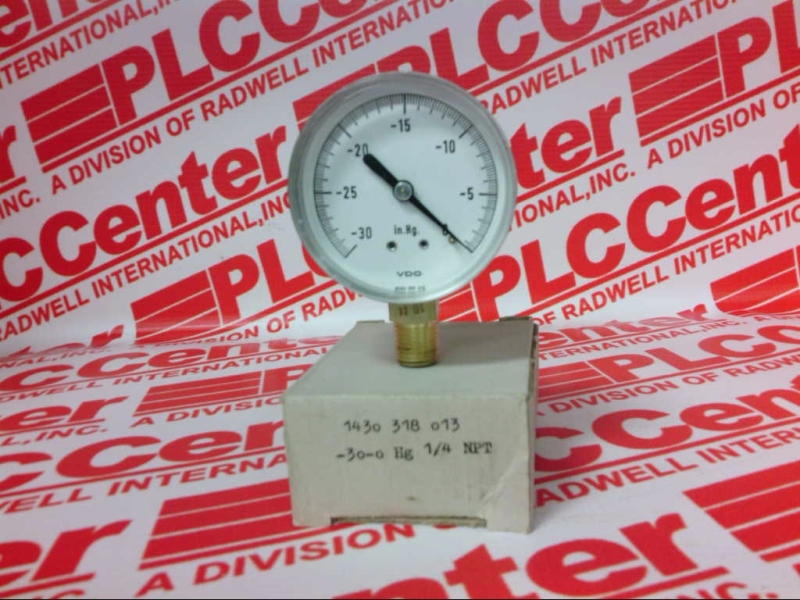 PLCCenter
A DIVISION OF RADWELL INTERNATIONAL, INC.
-15
-20
-10
-25
-5
-30
in.Hg.
0
VDO
1430 318 013
-30-0 Hg 1/4 NPT